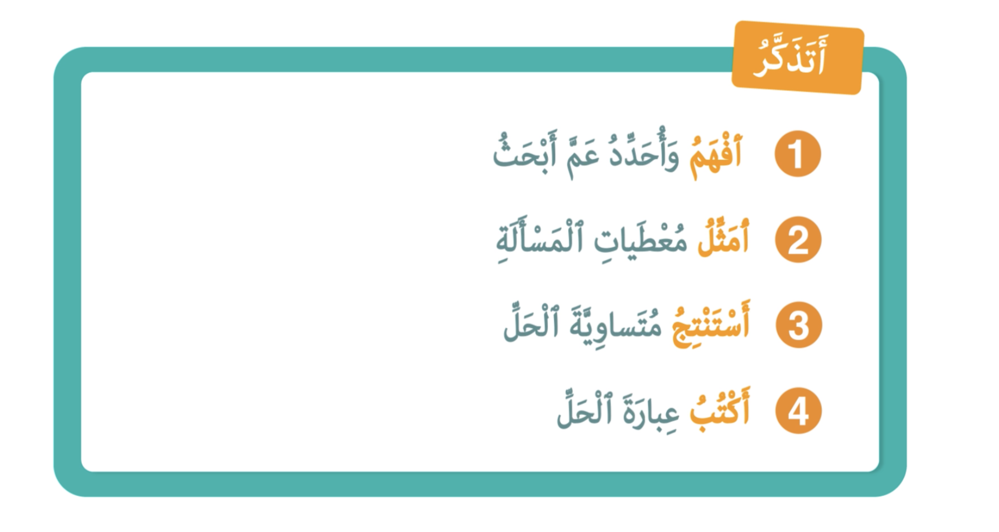 أَتَذَكَّرُ
1 أَفْهَمُ وَأُحَدِّدُ عَمَّ أَبْحَثُ
2 أُمَثِّلُ مُعْطَياتِ ٱلْمَسْأَلَةِ
3 أَسْتَنْتِجُ مُتَساوِيَّةَ ٱلْحَلِّ
4 أَكْتُبُ عِبارَةَ ٱلْحَلِّ